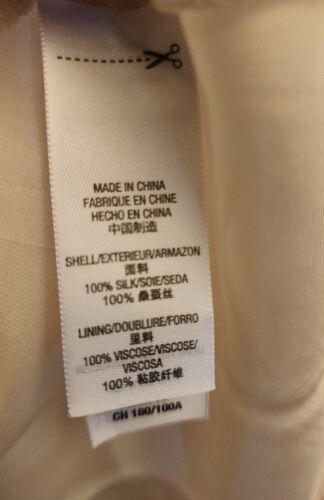 MADE IN CHINA
FABRIQUE EN CHINE
HECHO EN CHINA
中国制造
SHELL/EXTERIEUR/ARMAZON
面料
100% SILK/SOIE/SEDA
100% 桑蚕丝
LINING/DOUBLURE/FORRO
里料
100% VISCOSE/VISCOSE/
VISCOSA
100% 粘胶纤维
CH 180/100A